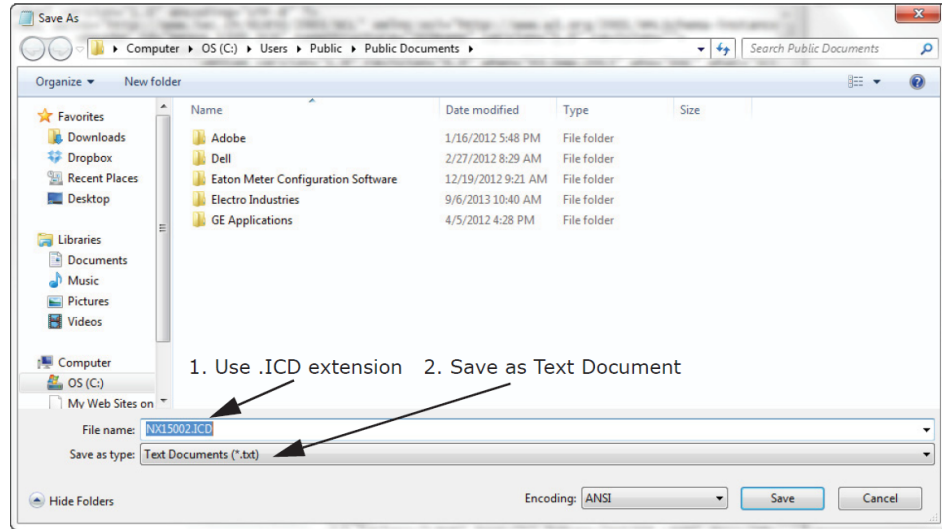 Save As
Computer ▸ OS (C:) ▸ Users ▸ Public ▸ Public Documents ▸
Search Public Documents
Organize
New folder
Favorites
Downloads
Dropbox
Recent Places
Desktop
Libraries
Documents
Music
Pictures
Videos
Computer
OS (C:)
My Web Sites on
Name Date modified Type Size
Adobe 1/16/2012 5:48 PM File folder
Dell 2/27/2012 8:29 AM File folder
Eaton Meter Configuration Software 12/19/2012 9:21 AM File folder
Electro Industries 9/6/2013 10:40 AM File folder
GE Applications 4/5/2012 4:28 PM File folder
1. Use .ICD extension 2. Save as Text Document
File name: NX15002.ICD
Save as type: Text Documents (*.txt)
Hide Folders
Encoding: ANSI
Save
Cancel